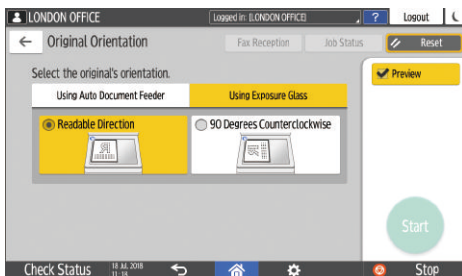 LONDON OFFICE
Logged in: [LONDON OFFICE]
?
Logout
Original Orientation
Fax Reception
Job Status
Reset
Select the original's orientation.
Preview
Using Auto Document Feeder
Using Exposure Glass
Readable Direction
90 Degrees Counterclockwise
Start
Check Status
18 Jul. 2018
11:18
Stop